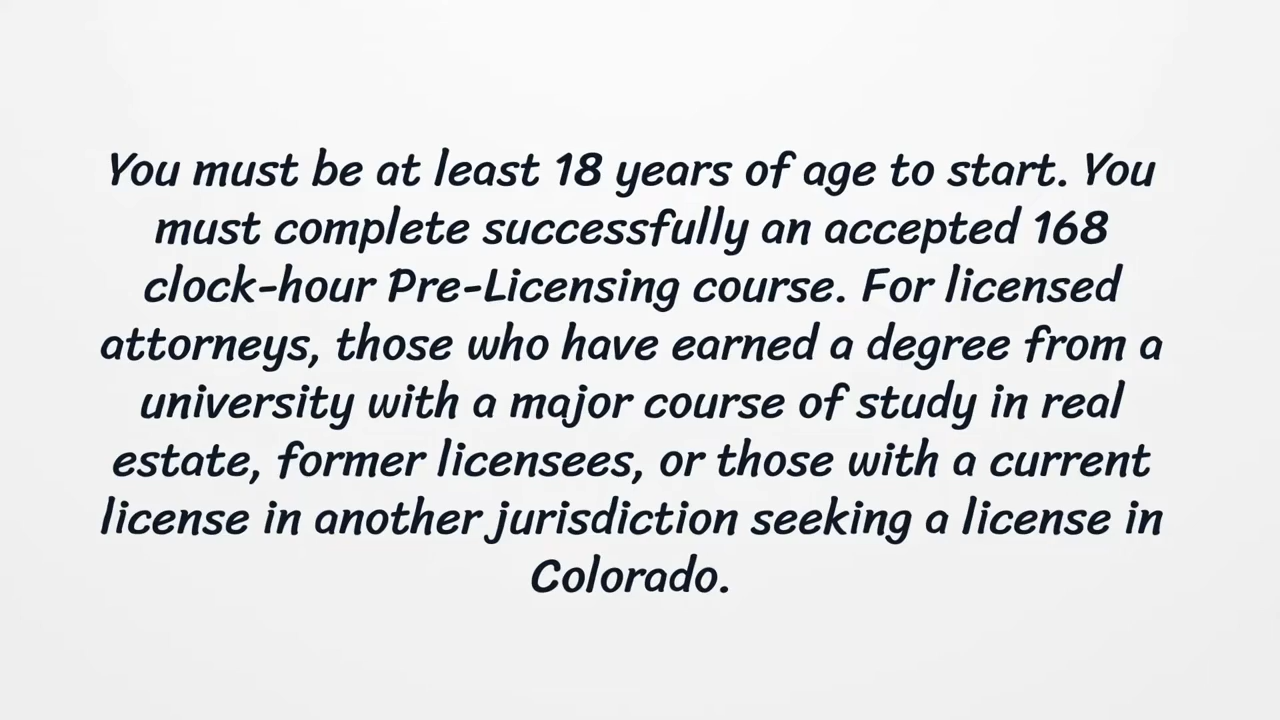 You must be at least 18 years of age to start. You
must complete successfully an accepted 168
clock-hour Pre-Licensing course. For licensed
attorneys, those who have earned a degree from a
university with a major course of study in real
estate, former licensees, or those with a current
license in another jurisdiction seeking a license in
Colorado.